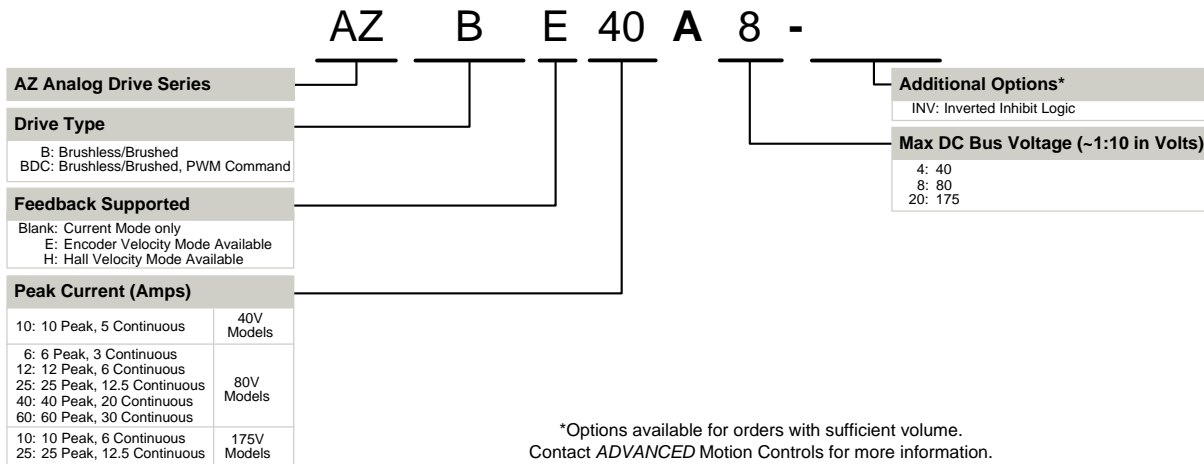 AZ B E 40 A 8 -
AZ Analog Drive Series
Drive Type
B: Brushless/Brushed
BDC: Brushless/Brushed, PWM Command
Feedback Supported
Blank: Current Mode only
E: Encoder Velocity Mode Available
H: Hall Velocity Mode Available
Peak Current (Amps)
10: 10 Peak, 5 Continuous
40V
Models
6: 6 Peak, 3 Continuous
12: 12 Peak, 6 Continuous
25: 25 Peak, 12.5 Continuous
40: 40 Peak, 20 Continuous
60: 60 Peak, 30 Continuous
80V
Models
10: 10 Peak, 6 Continuous
25: 25 Peak, 12.5 Continuous
175V
Models
Additional Options*
INV: Inverted Inhibit Logic
Max DC Bus Voltage (~1:10 in Volts)
4: 40
8: 80
20: 175
*Options available for orders with sufficient volume.
Contact ADVANCED Motion Controls for more information.